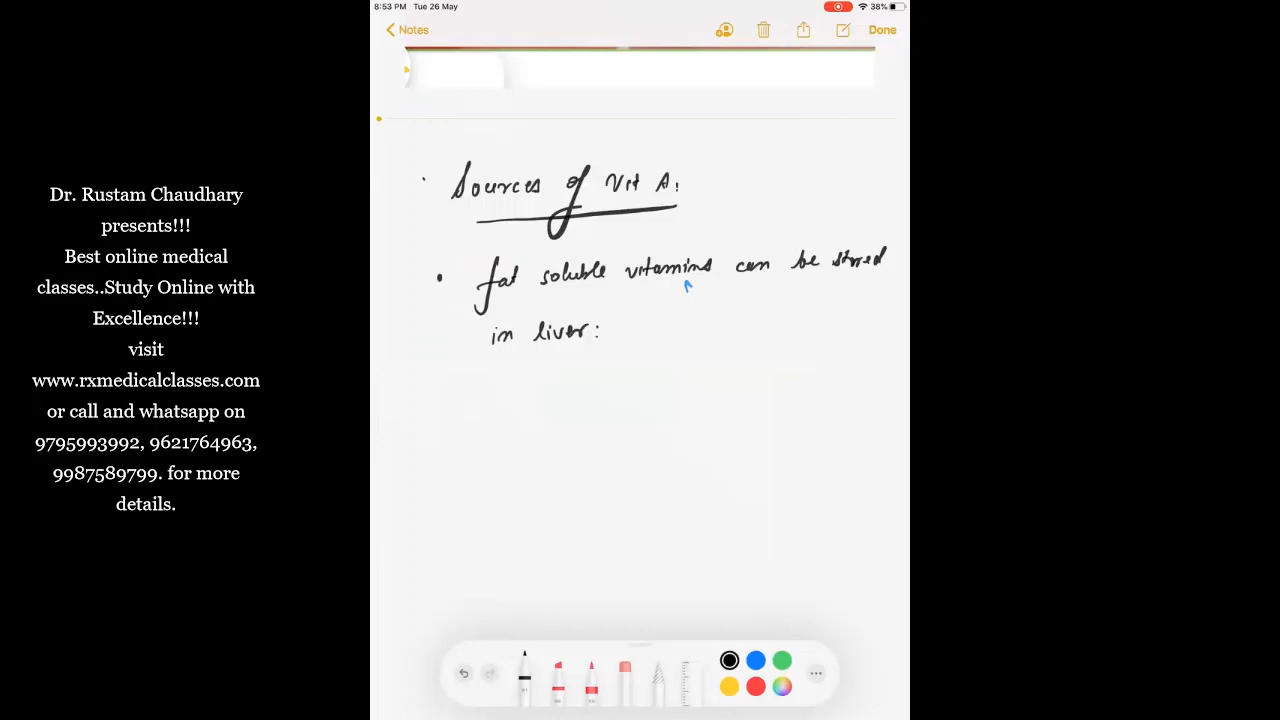 8:53 PM Tue 26 May
38%
Notes
Done
Sources of Vit A:
fat soluble vitamins can be stored
in liver:
Dr. Rustam Chaudhary
presents!!!
Best online medical
classes..Study Online with
Excellence!!!
visit
www.rxmedicalclasses.com
or call and whatsapp on
9795993992, 9621764963,
9987589799. for more
details.